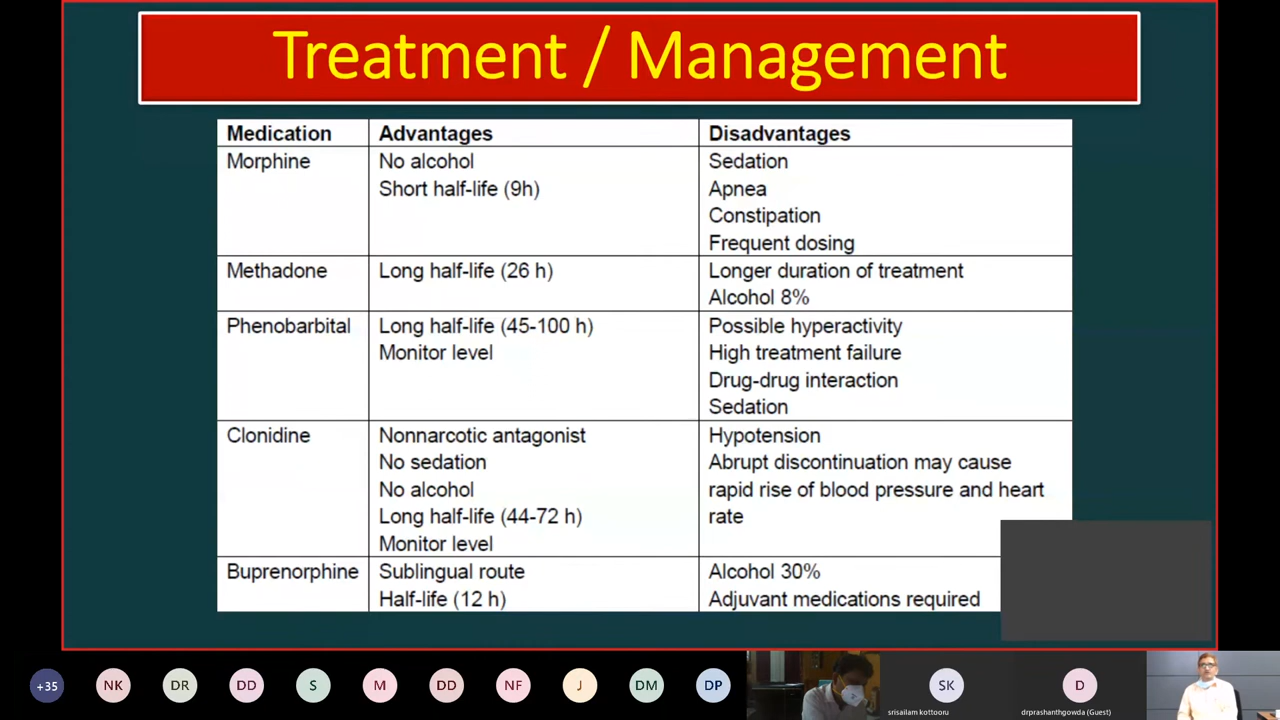 Treatment / Management
Medication Advantages Disadvantages
Morphine No alcohol Sedation
Short half-life (9h) Apnea
Constipation
Frequent dosing
Methadone Long half-life (26 h) Longer duration of treatment
Alcohol 8%
Phenobarbital Long half-life (45-100 h) Possible hyperactivity
Monitor level High treatment failure
Drug-drug interaction
Sedation
Clonidine Nonnarcotic antagonist Hypotension
No sedation Abrupt discontinuation may cause
No alcohol rapid rise of blood pressure and heart
Long half-life (44-72 h) rate
Monitor level
Buprenorphine Sublingual route Alcohol 30%
Half-life (12 h) Adjuvant medications required
+35 NK DR DD S M DD NF J DM DP SK D
srisailam kottooru drprashanthgowda (Guest)